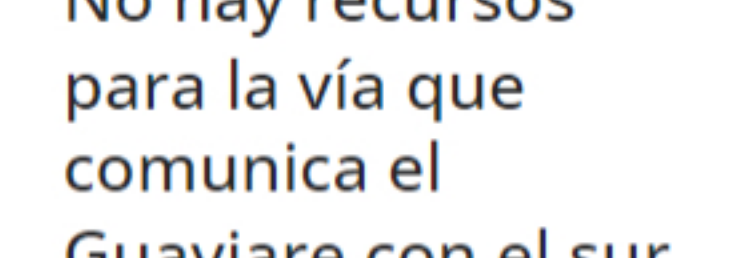 No hay recursos
para la vía que
comunica el
Guaviare con el sur